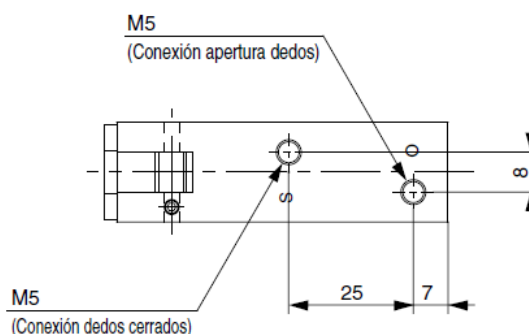 M5
(Conexión apertura dedos)
O
8
S
25
7
M5
(Conexión dedos cerrados)